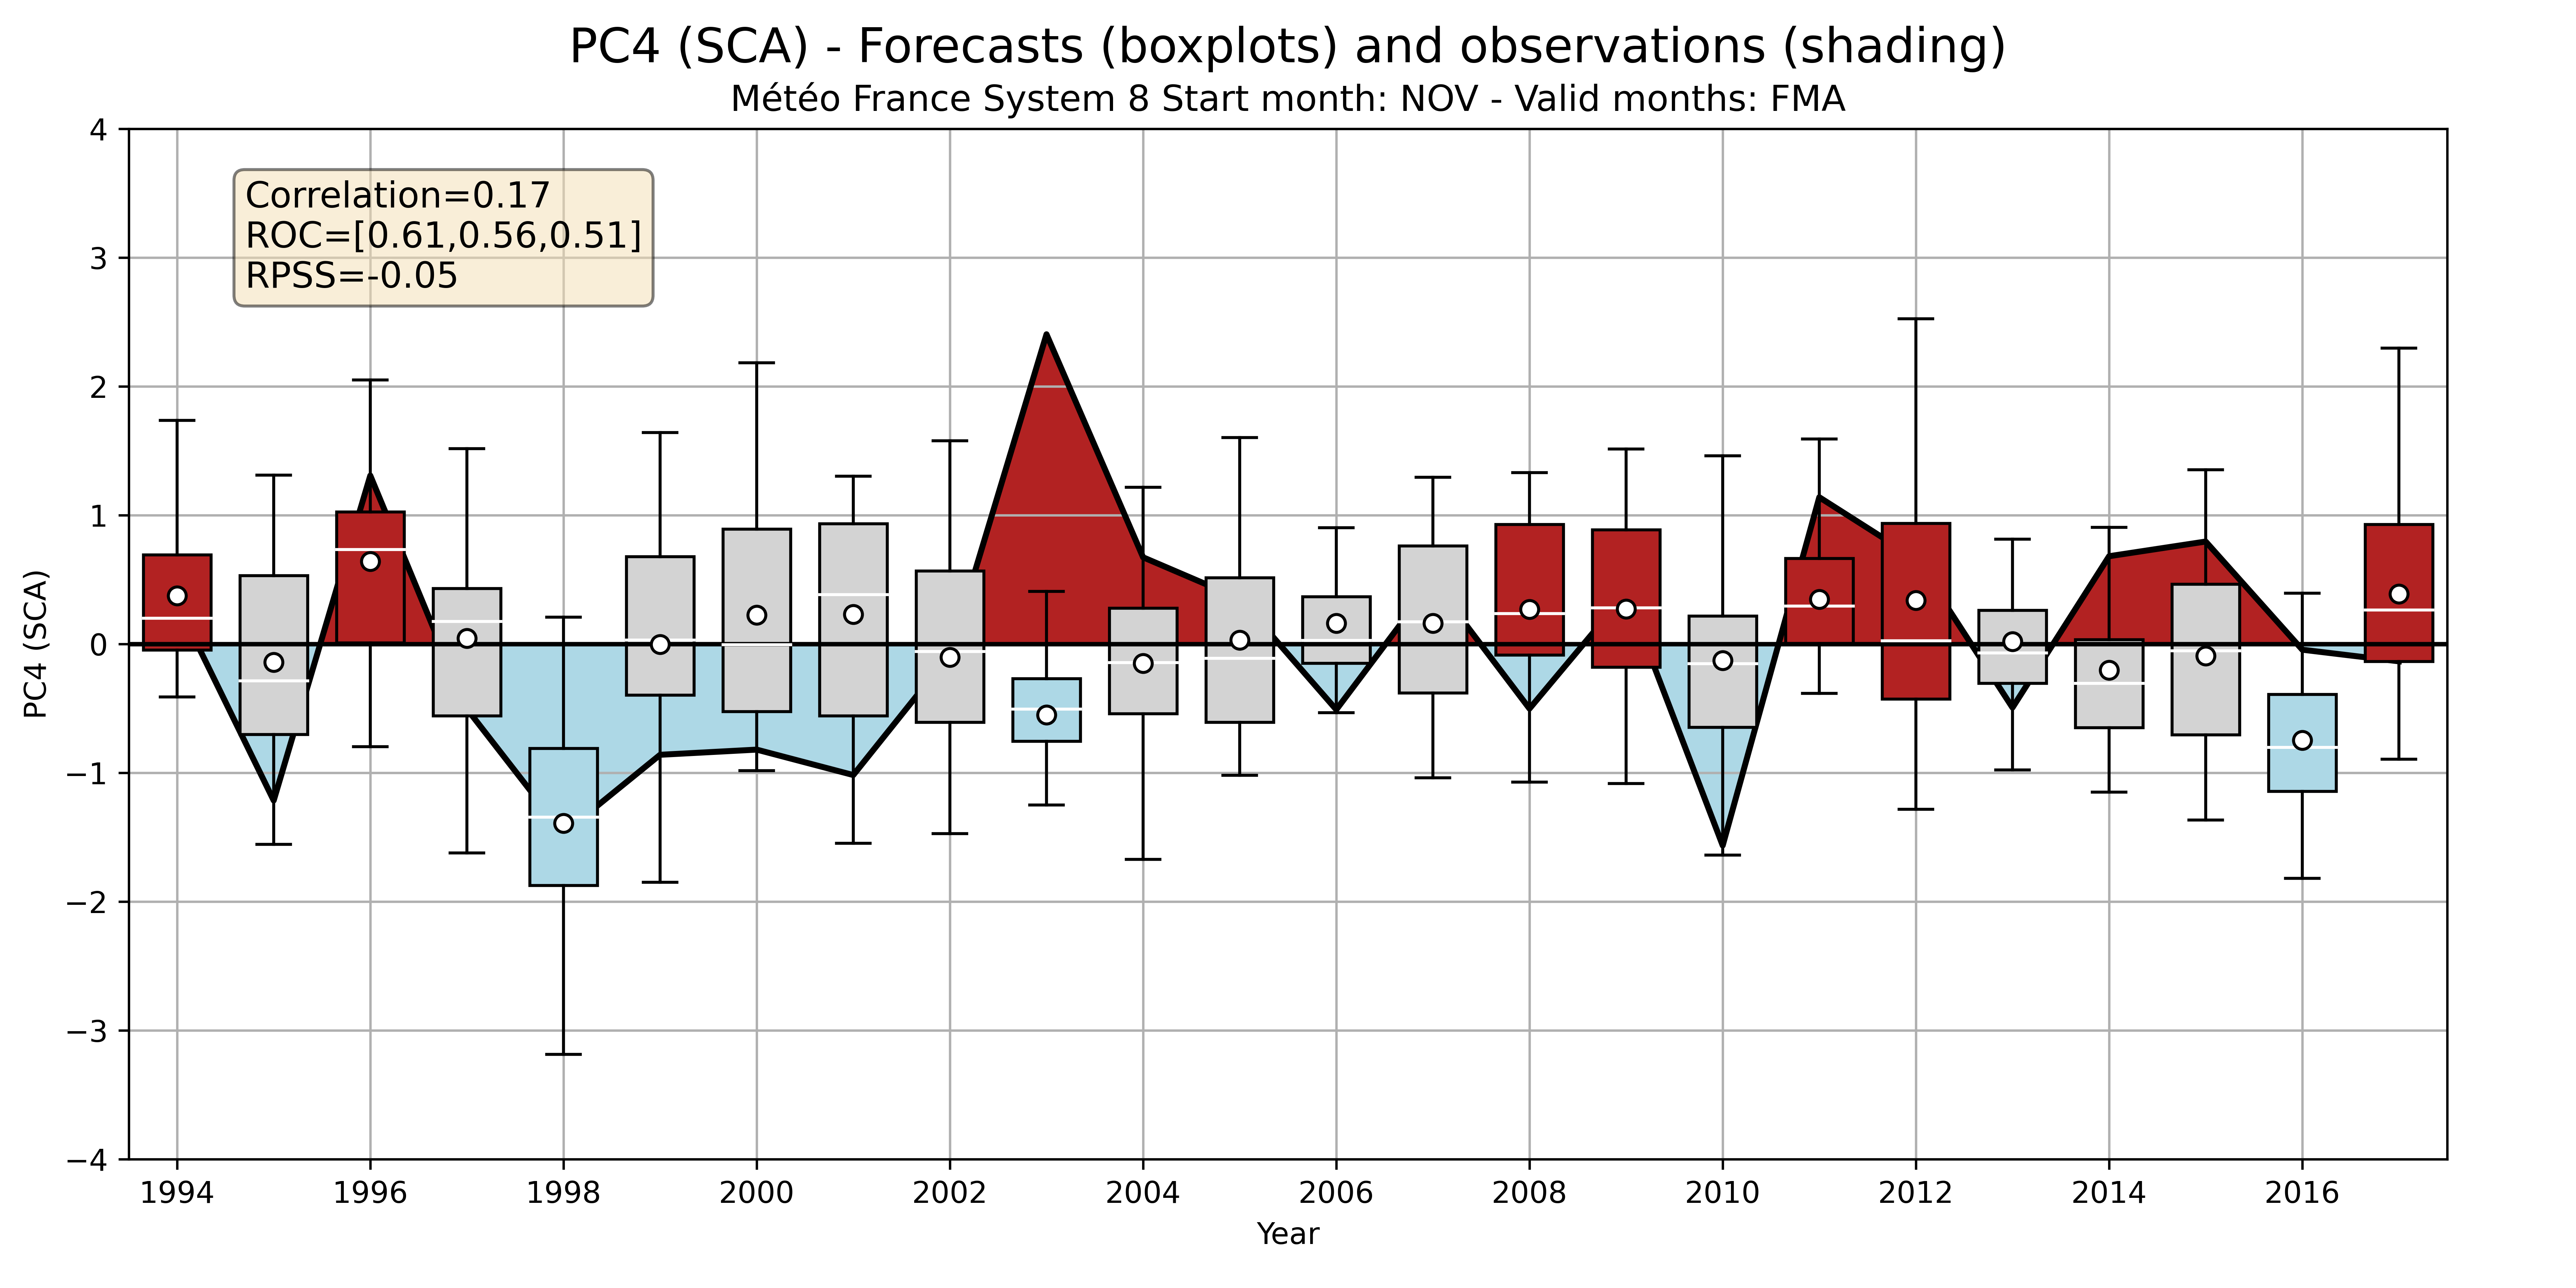 PC4 (SCA) - Forecasts (boxplots) and observations (shading)
Météo France System 8 Start month: NOV - Valid months: FMA
Correlation=0.17
ROC=[0.61,0.56,0.51]
RPSS=-0.05
PC4 (SCA)
4
3
2
1
0
−1
−2
−3
−4
1994 1996 1998 2000 2002 2004 2006 2008 2010 2012 2014 2016
Year